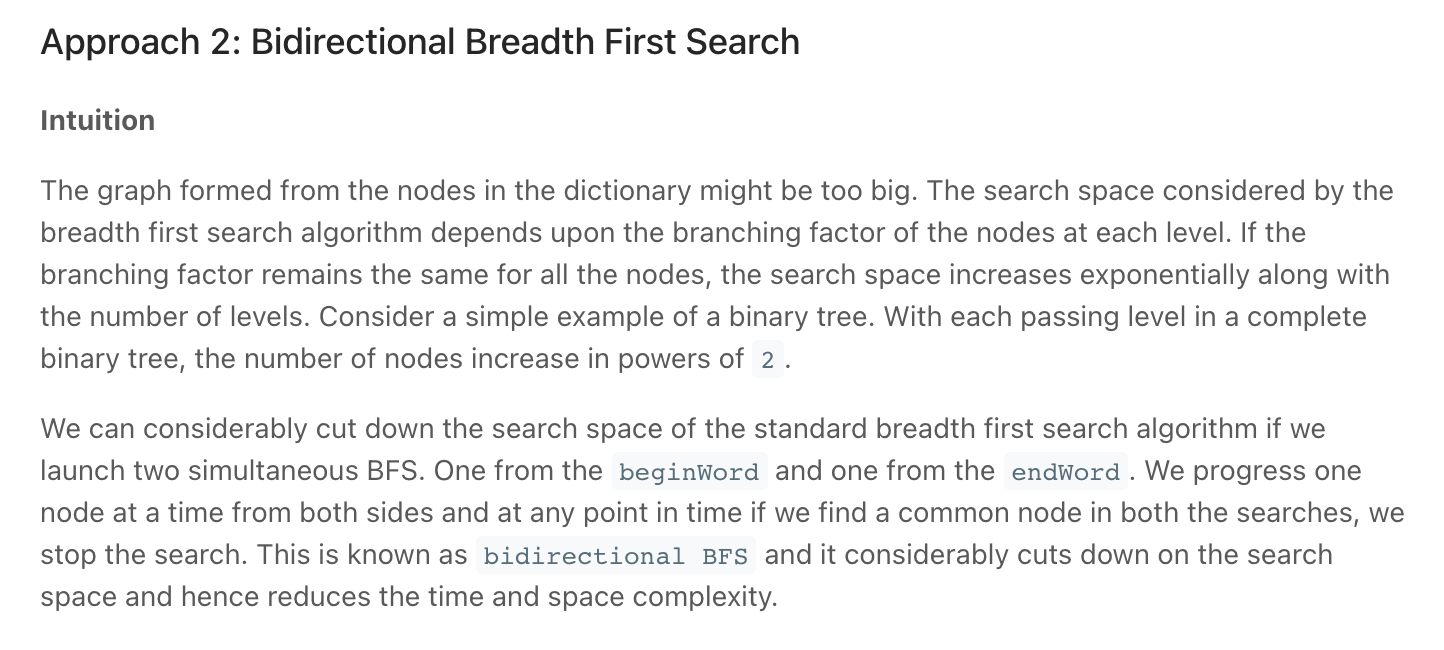 Approach 2: Bidirectional Breadth First Search
Intuition
The graph formed from the nodes in the dictionary might be too big. The search space considered by the
breadth first search algorithm depends upon the branching factor of the nodes at each level. If the
branching factor remains the same for all the nodes, the search space increases exponentially along with
the number of levels. Consider a simple example of a binary tree. With each passing level in a complete
binary tree, the number of nodes increase in powers of 2.
We can considerably cut down the search space of the standard breadth first search algorithm if we
launch two simultaneous BFS. One from the beginWord and one from the endWord. We progress one
node at a time from both sides and at any point in time if we find a common node in both the searches, we
stop the search. This is known as bidirectional BFS and it considerably cuts down on the search
space and hence reduces the time and space complexity.